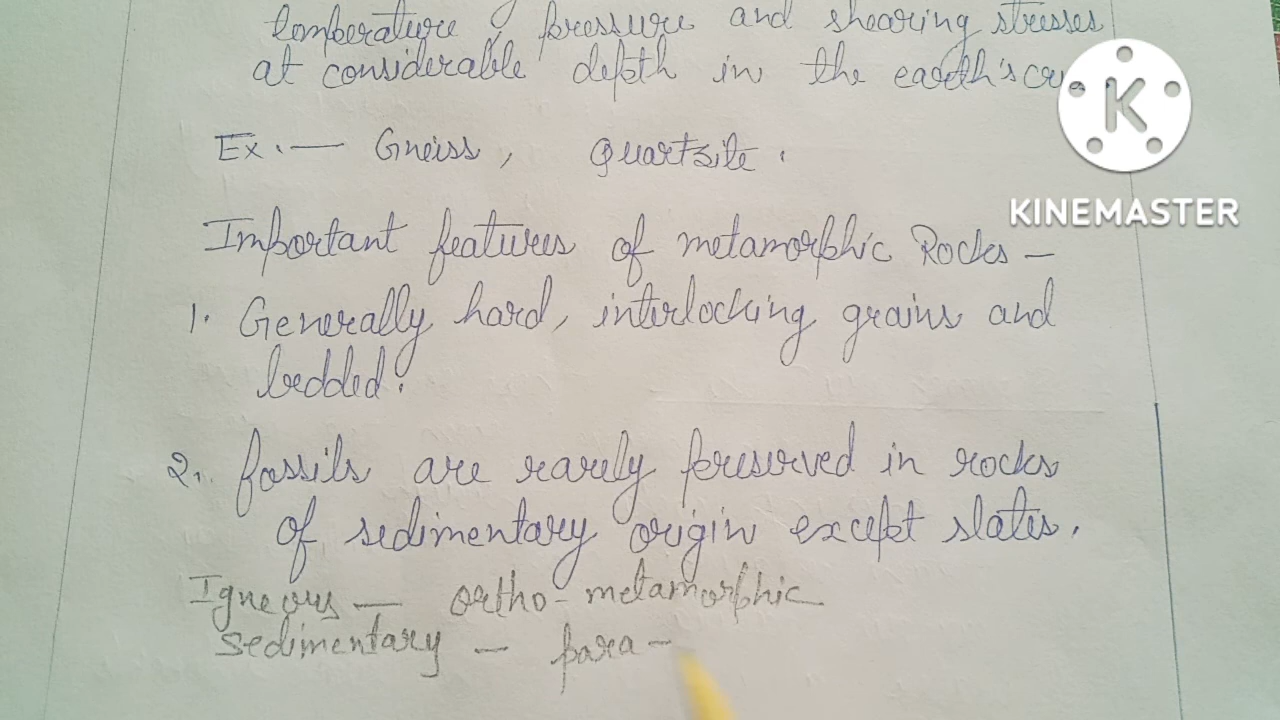 temperature, pressure and shearing stresses
at considerable depth in the earth's
Ex. — Gneiss, Quartzite.
Important features of metamorphic Rocks —
1. Generally hard, interlocking grains and
bedded.
2. fossils are rarely preserved in rocks
of sedimentary origin except slates.
Igneous — ortho-metamorphic
Sedimentary — para —
K
KINEMASTER